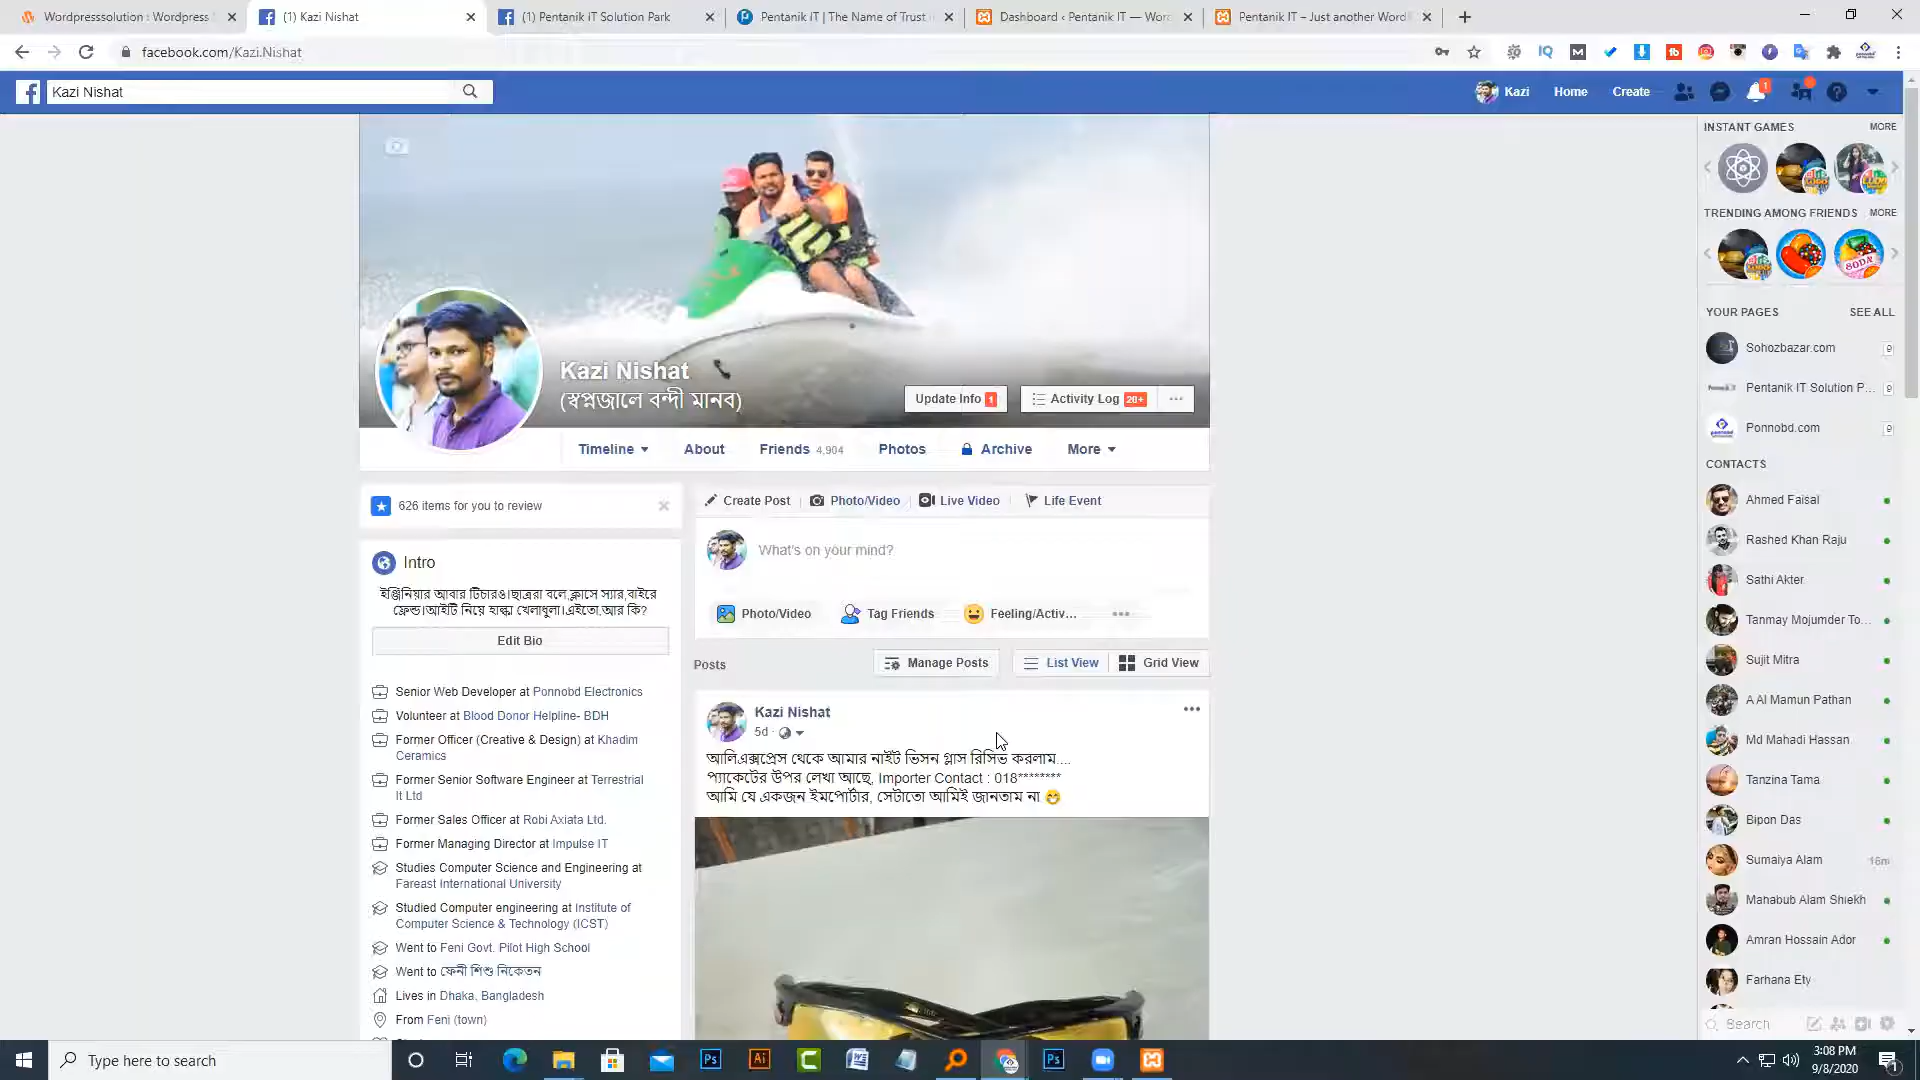 Wordpresssolution : Wordpress
(1) Kazi Nishat
(1) Pentanik iT Solution Park
Pentanik iT | The Name of Trust
Dashboard ‹ Pentanik IT — Wor
Pentanik IT – Just another Word
facebook.com/Kazi.Nishat
Kazi Nishat
Kazi
Home
Create
1
INSTANT GAMES
MORE
TRENDING AMONG FRIENDS
MORE
YOUR PAGES
SEE ALL
Sohozbazar.com
9
Pentanik IT Solution P...
9
Ponnobd.com
9
CONTACTS
Ahmed Faisal
Rashed Khan Raju
Sathi Akter
Tanmay Mojumder To...
Sujit Mitra
A Al Mamun Pathan
Md Mahadi Hassan
Tanzina Tama
Bipon Das
Sumaiya Alam
16m
Mahabub Alam Shiekh
Amran Hossain Ador
Farhana Ety
Search
Kazi Nishat
(স্বপ্নজালে বন্দী মানব)
Update Info 1
Activity Log 20+
Timeline
About
Friends 4,904
Photos
Archive
More
626 items for you to review
Intro
ইঞ্জিনিয়ার আবার টিচারও।ছাত্ররা বলে,ক্লাসে স্যার,বাইরে
ফ্রেন্ড।আইটি নিয়ে হাল্কা খেলাধুলা।এইতো,আর কি?
Edit Bio
Senior Web Developer at Ponnobd Electronics
Volunteer at Blood Donor Helpline- BDH
Former Officer (Creative & Design) at Khadim
Ceramics
Former Senior Software Engineer at Terrestrial
It Ltd
Former Sales Officer at Robi Axiata Ltd.
Former Managing Director at Impulse IT
Studies Computer Science and Engineering at
Fareast International University
Studied Computer engineering at Institute of
Computer Science & Technology (ICST)
Went to Feni Govt. Pilot High School
Went to ফেনী শিশু নিকেতন
Lives in Dhaka, Bangladesh
From Feni (town)
Create Post
Photo/Video
Live Video
Life Event
What's on your mind?
Photo/Video
Tag Friends
Feeling/Activ...
Posts
Manage Posts
List View
Grid View
Kazi Nishat
5d
আলিএক্সপ্রেস থেকে আমার নাইট ভিসন গ্লাস রিসিভ করলাম....
প্যাকেটের উপর লেখা আছে, Importer Contact : 018********
আমি যে একজন ইমপোর্টার, সেটাতো আমিই জানতাম না 😁
Type here to search
3:08 PM
9/8/2020
1